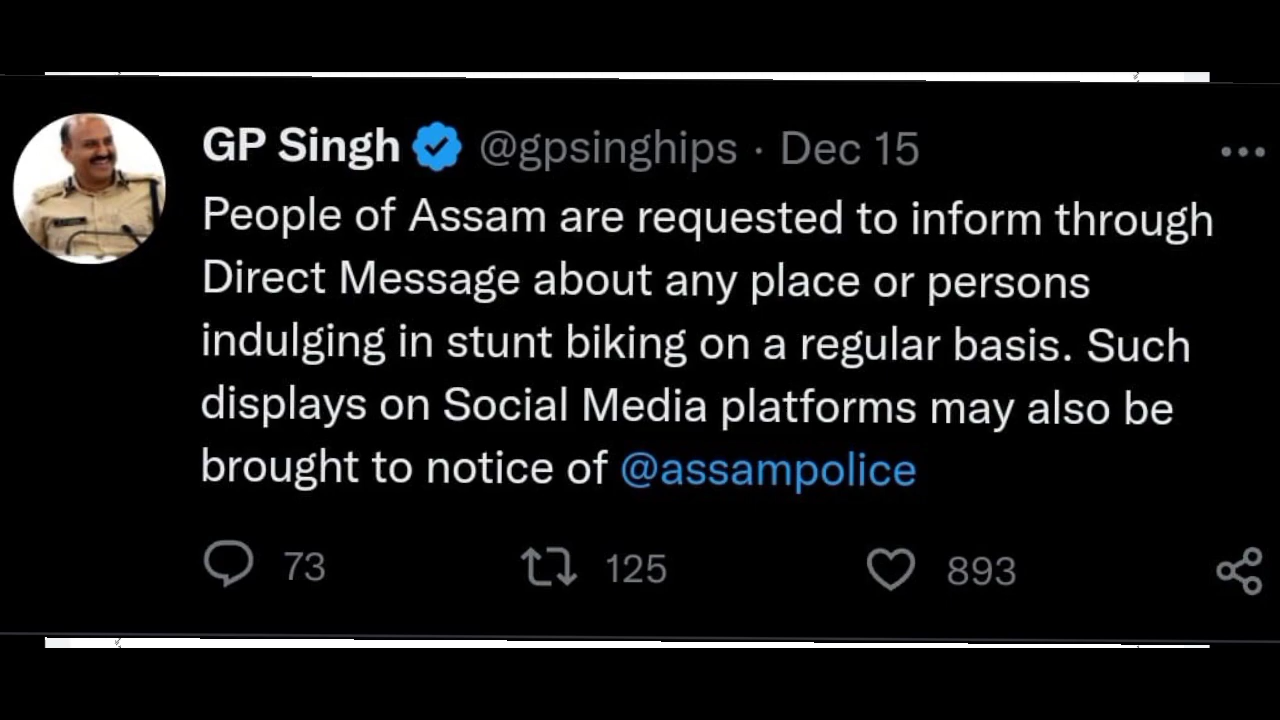 GP Singh @gpsinghips · Dec 15
People of Assam are requested to inform through
Direct Message about any place or persons
indulging in stunt biking on a regular basis. Such
displays on Social Media platforms may also be
brought to notice of @assampolice
73 125 893